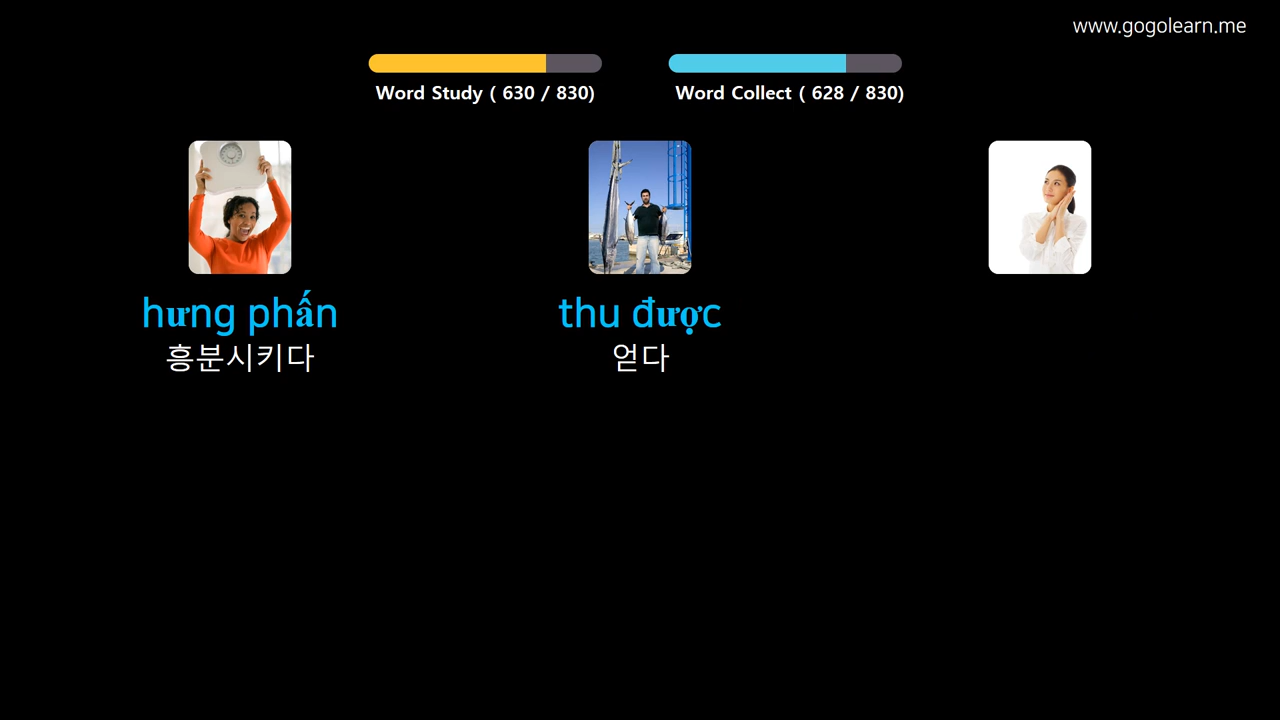 www.gogolearn.me
Word Study ( 630 / 830)
Word Collect ( 628 / 830)
hưng phấn
흥분시키다
thu được
얻다